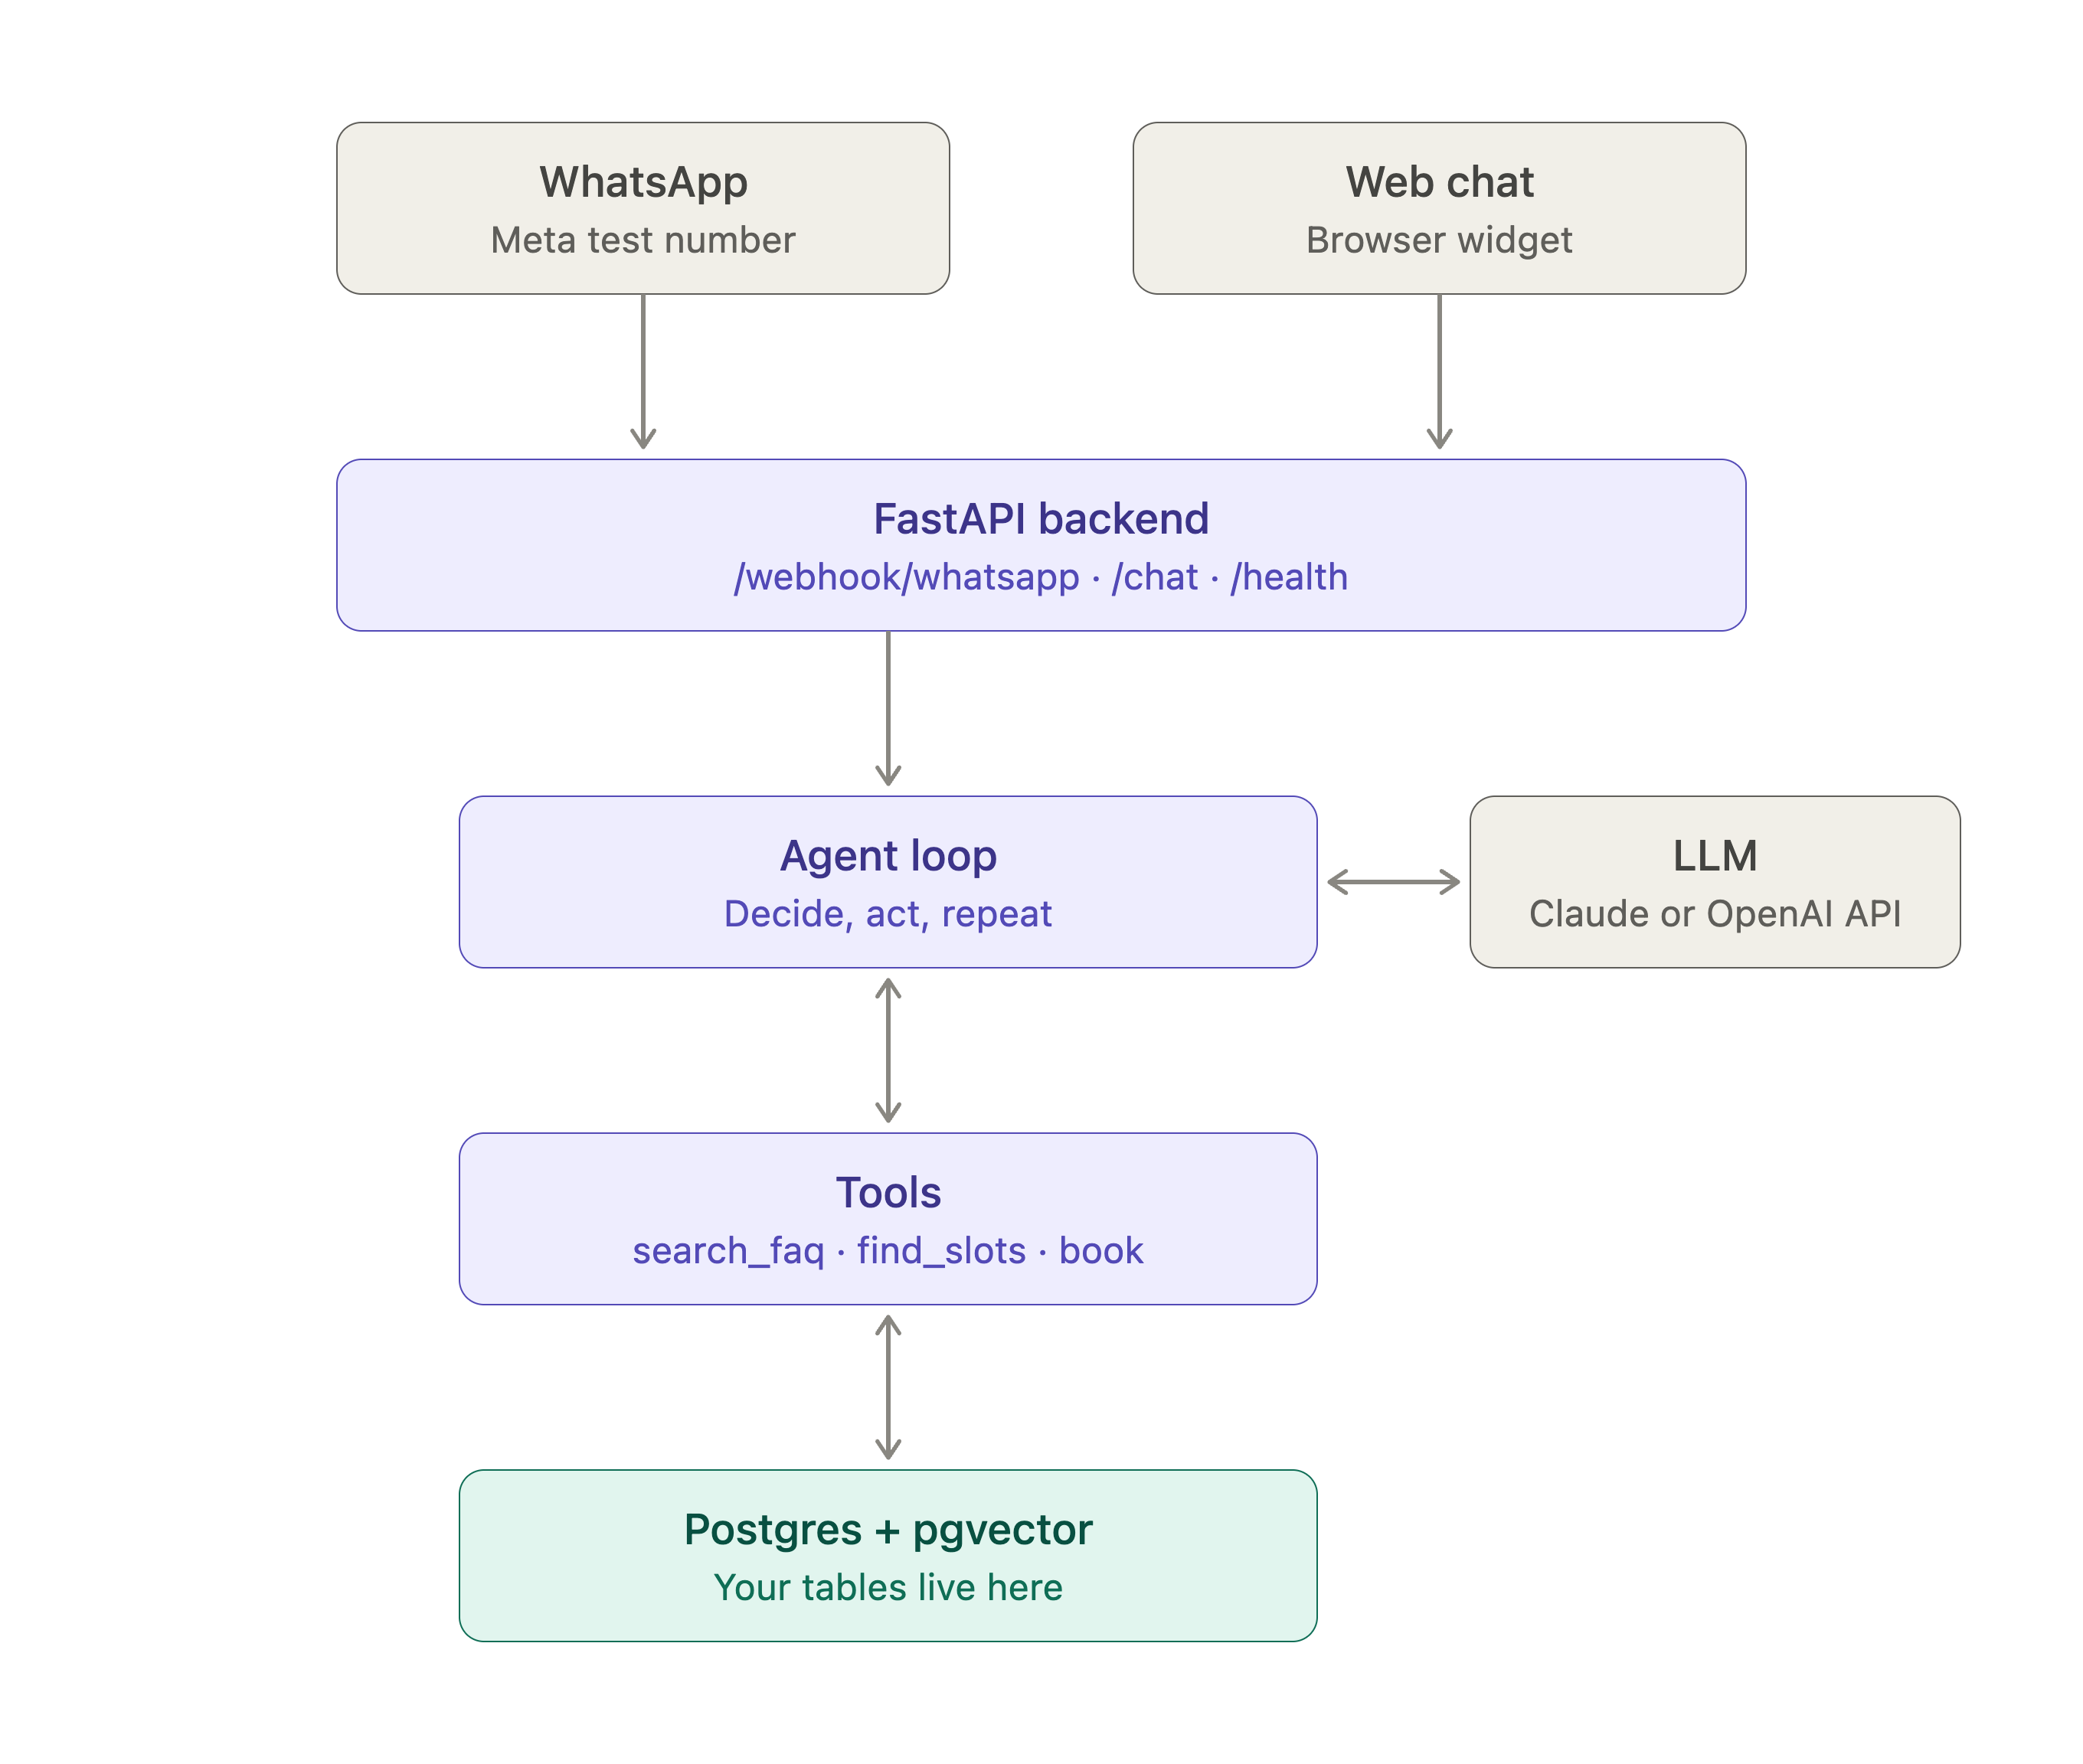 WhatsApp
Meta test number
Web chat
Browser widget
FastAPI backend
/webhook/whatsapp · /chat · /health
Agent loop
Decide, act, repeat
LLM
Claude or OpenAI API
Tools
search_faq · find_slots · book
Postgres + pgvector
Your tables live here